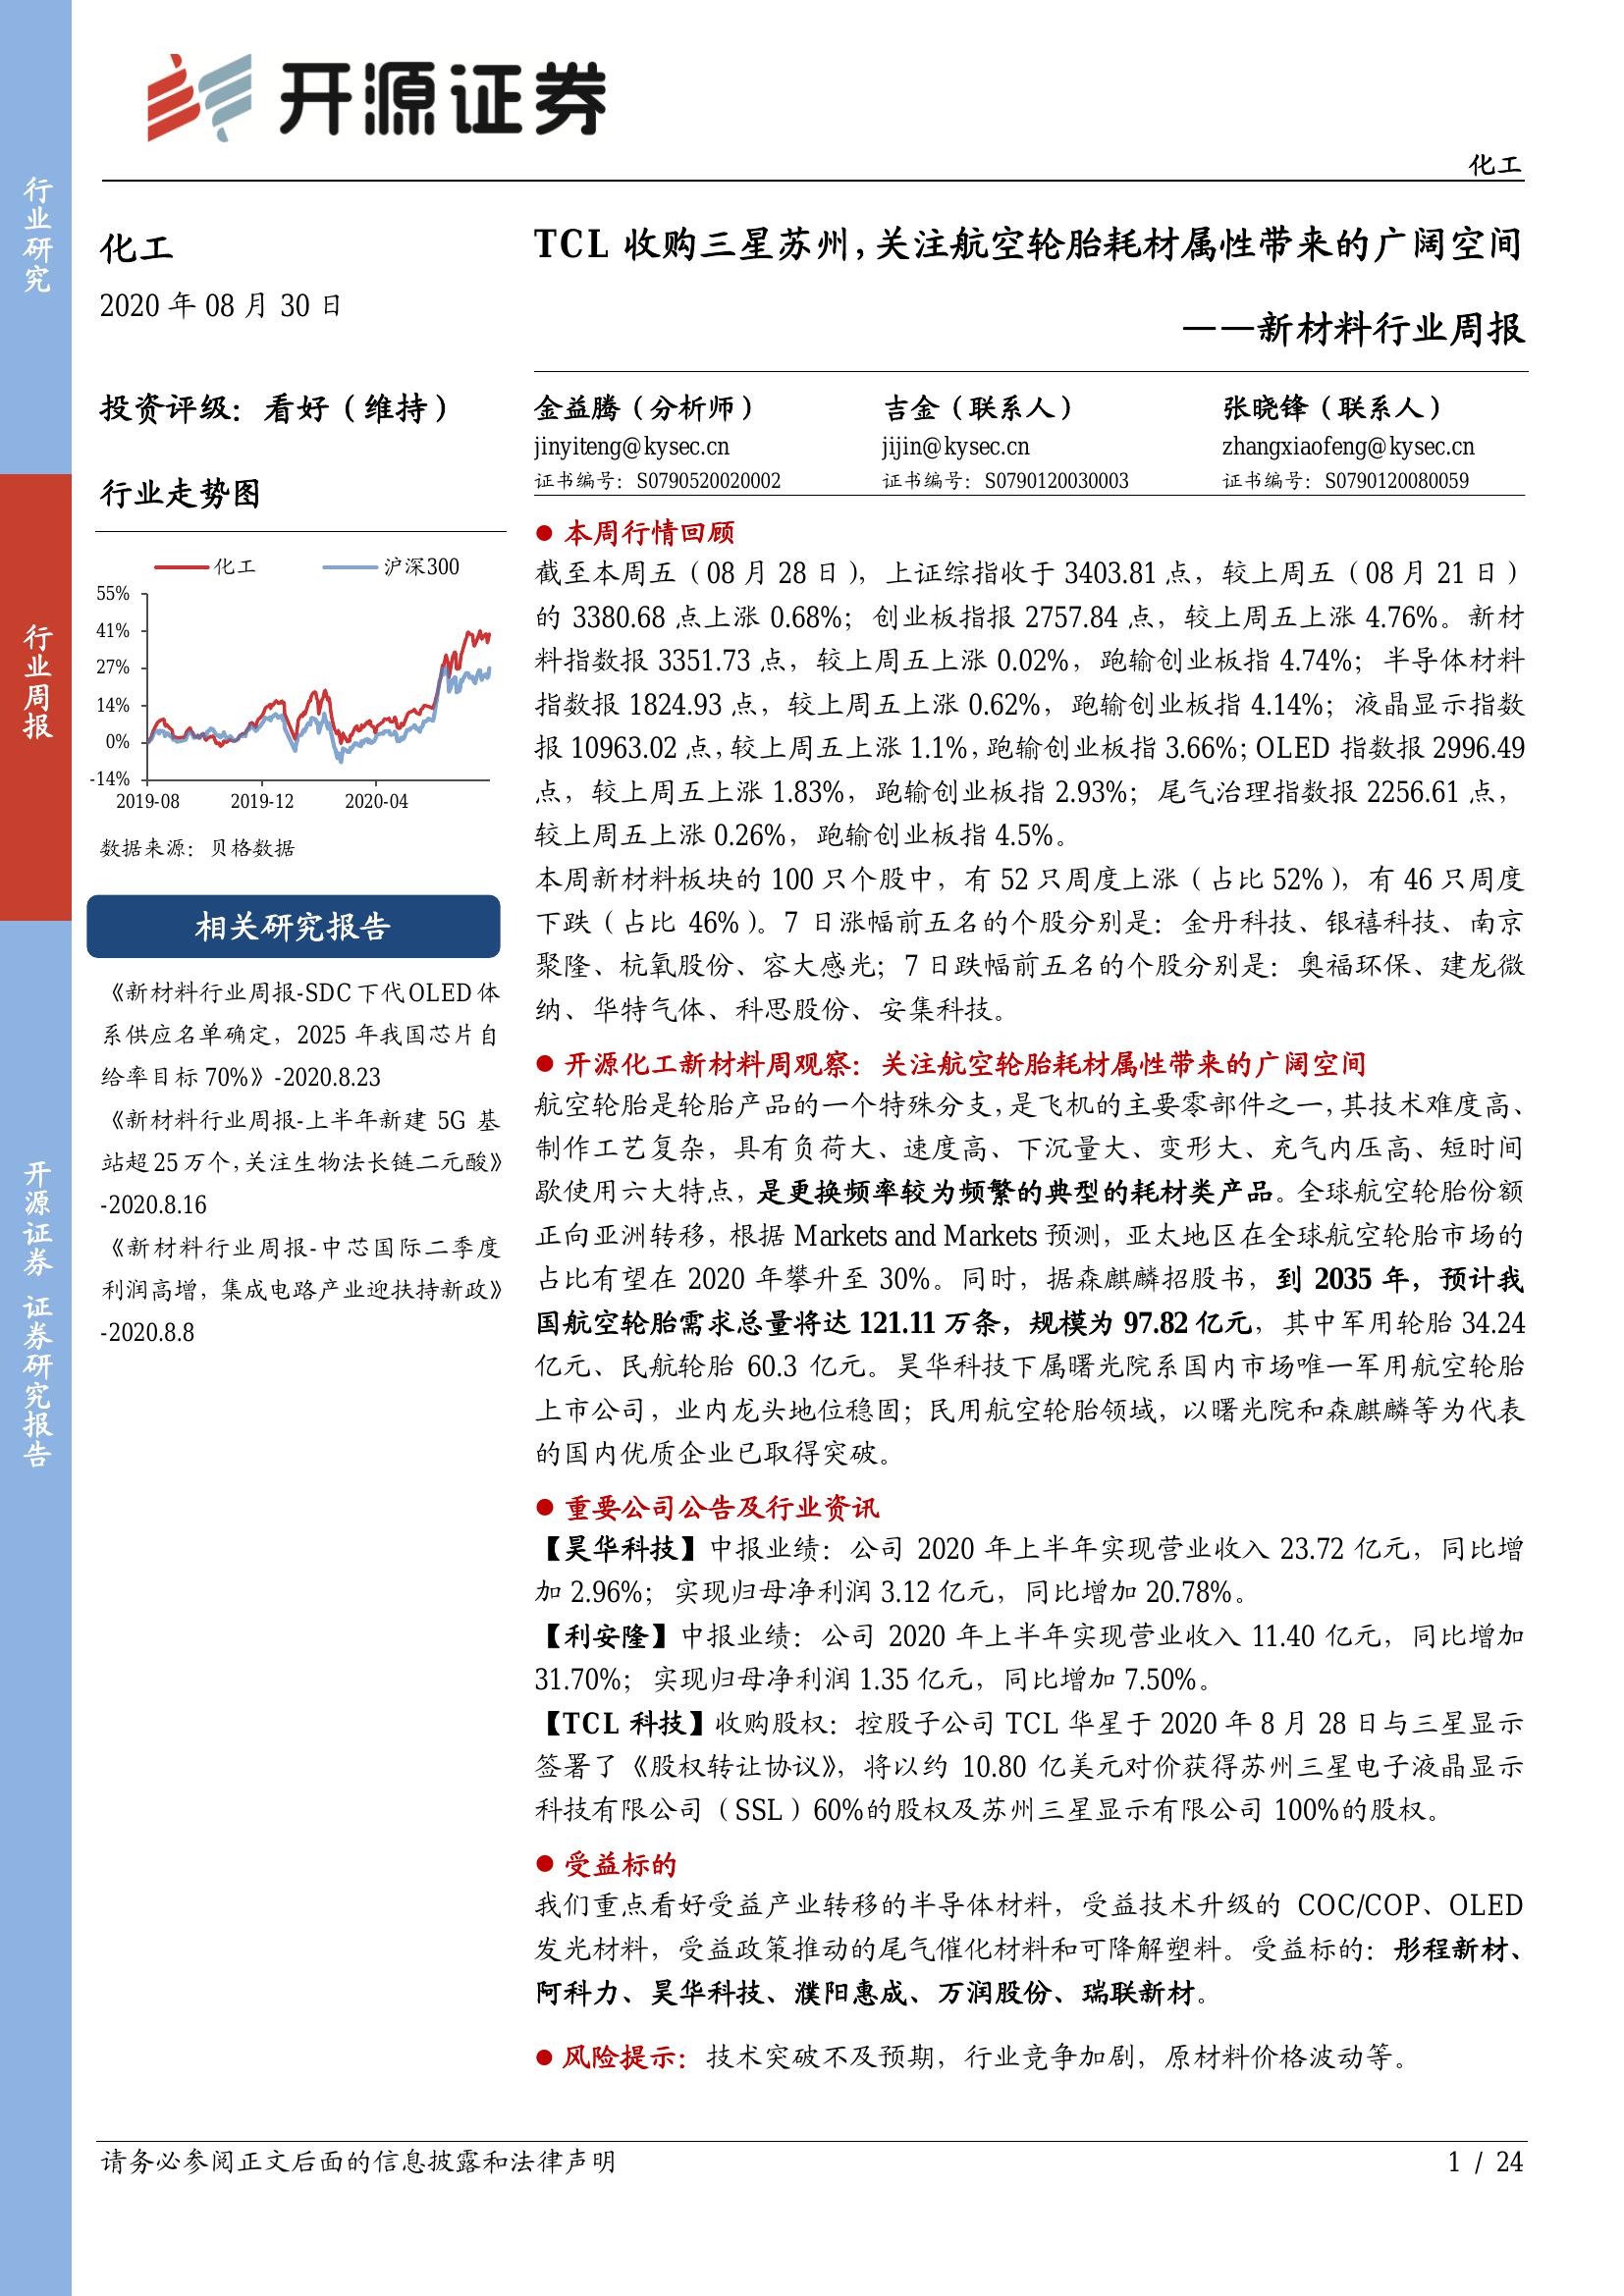 开源证券
化工
行业研究
行业周报
开源证券 证券研究报告
化工
2020 年 08 月 30 日
投资评级：看好（维持）
行业走势图
化工
沪深300
55%
41%
27%
14%
0%
-14%
2019-08
2019-12
2020-04
数据来源：贝格数据
相关研究报告
《新材料行业周报-SDC 下代OLED 体
系供应名单确定，2025 年我国芯片自
给率目标 70%》-2020.8.23
《新材料行业周报-上半年新建 5G 基
站超 25 万个,关注生物法长链二元酸》
-2020.8.16
《新材料行业周报-中芯国际二季度
利润高增，集成电路产业迎扶持新政》
-2020.8.8
TCL 收购三星苏州,关注航空轮胎耗材属性带来的广阔空间
——新材料行业周报
金益腾（分析师）
吉金（联系人）
张晓锋（联系人）
jinyiteng@kysec.cn
jijin@kysec.cn
zhangxiaofeng@kysec.cn
证书编号：S0790520020002
证书编号：S0790120030003
证书编号：S0790120080059
● 本周行情回顾
截至本周五（08 月 28 日），上证综指收于 3403.81 点，较上周五（08 月 21 日）
的 3380.68 点上涨 0.68%；创业板指报 2757.84 点，较上周五上涨 4.76%。新材
料指数报 3351.73 点，较上周五上涨 0.02%，跑输创业板指 4.74%；半导体材料
指数报 1824.93 点，较上周五上涨 0.62%，跑输创业板指 4.14%；液晶显示指数
报 10963.02 点,较上周五上涨 1.1%,跑输创业板指 3.66%; OLED 指数报 2996.49
点，较上周五上涨 1.83%，跑输创业板指 2.93%；尾气治理指数报 2256.61 点，
较上周五上涨 0.26%，跑输创业板指 4.5%。
本周新材料板块的 100 只个股中，有 52 只周度上涨（占比 52%），有 46 只周度
下跌（占比 46%）。7 日涨幅前五名的个股分别是：金丹科技、银禧科技、南京
聚隆、杭氧股份、容大感光；7 日跌幅前五名的个股分别是：奥福环保、建龙微
纳、华特气体、科思股份、安集科技。
● 开源化工新材料周观察：关注航空轮胎耗材属性带来的广阔空间
航空轮胎是轮胎产品的一个特殊分支,是飞机的主要零部件之一,其技术难度高、
制作工艺复杂，具有负荷大、速度高、下沉量大、变形大、充气内压高、短时间
歇使用六大特点，是更换频率较为频繁的典型的耗材类产品。全球航空轮胎份额
正向亚洲转移，根据 Markets and Markets 预测，亚太地区在全球航空轮胎市场的
占比有望在 2020 年攀升至 30%。同时，据森麒麟招股书，到 2035 年，预计我
国航空轮胎需求总量将达 121.11 万条，规模为 97.82 亿元，其中军用轮胎 34.24
亿元、民航轮胎 60.3 亿元。昊华科技下属曙光院系国内市场唯一军用航空轮胎
上市公司，业内龙头地位稳固；民用航空轮胎领域，以曙光院和森麒麟等为代表
的国内优质企业已取得突破。
● 重要公司公告及行业资讯
【昊华科技】中报业绩：公司 2020 年上半年实现营业收入 23.72 亿元，同比增
加 2.96%；实现归母净利润 3.12 亿元，同比增加 20.78%。
【利安隆】中报业绩：公司 2020 年上半年实现营业收入 11.40 亿元，同比增加
31.70%；实现归母净利润 1.35 亿元，同比增加 7.50%。
【TCL 科技】收购股权：控股子公司 TCL 华星于 2020 年 8 月 28 日与三星显示
签署了《股权转让协议》，将以约 10.80 亿美元对价获得苏州三星电子液晶显示
科技有限公司（SSL）60%的股权及苏州三星显示有限公司 100%的股权。
● 受益标的
我们重点看好受益产业转移的半导体材料，受益技术升级的 COC/COP、OLED
发光材料，受益政策推动的尾气催化材料和可降解塑料。受益标的：彤程新材、
阿科力、昊华科技、濮阳惠成、万润股份、瑞联新材。
● 风险提示：技术突破不及预期，行业竞争加剧，原材料价格波动等。
请务必参阅正文后面的信息披露和法律声明
1 / 24